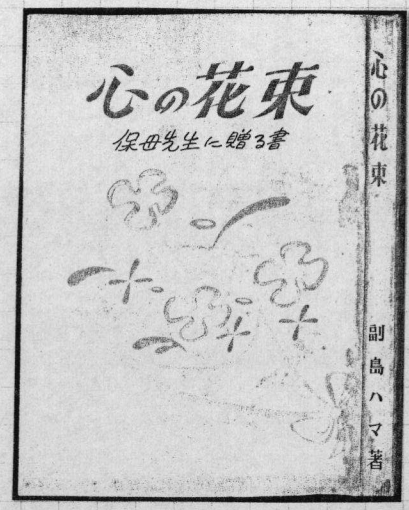 心の花束
保母先生に贈る書
心の花束
副島ハマ著